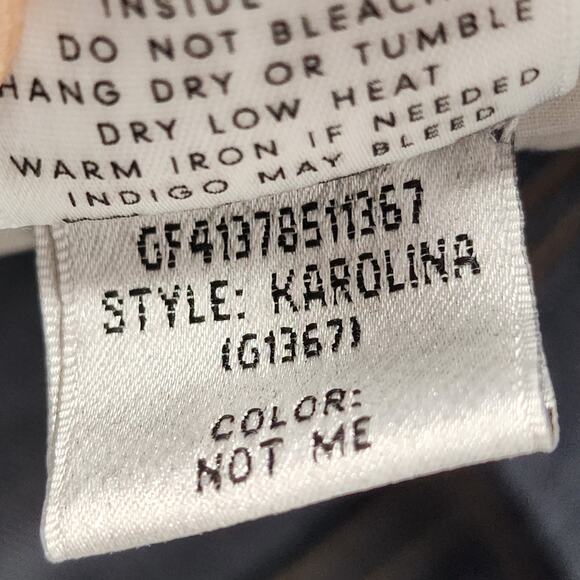 INSIDE
DO NOT BLEACH
HANG DRY OR TUMBLE
DRY LOW HEAT
WARM IRON IF NEEDED
INDIGO MAY BLEED
GF41378511367
STYLE: KAROLINA
(G1367)
COLOR:
NOT ME